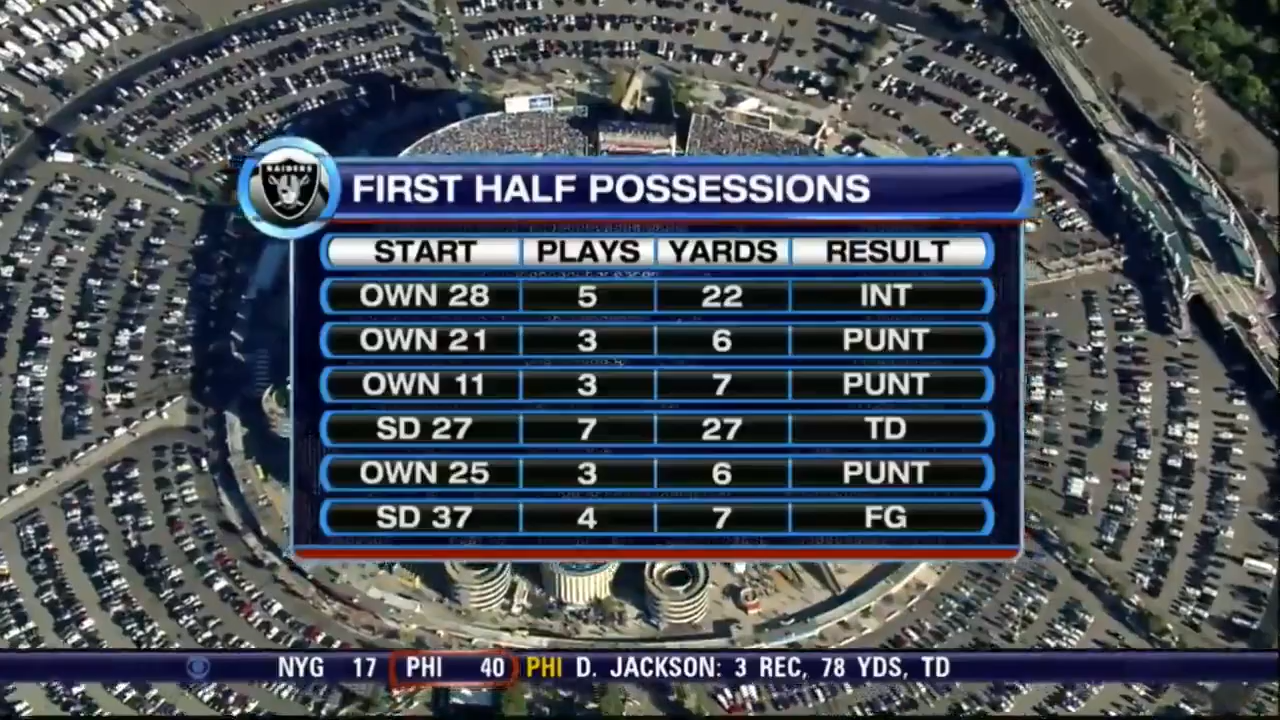 RAIDERS
FIRST HALF POSSESSIONS
START PLAYS YARDS RESULT
OWN 28 5 22 INT
OWN 21 3 6 PUNT
OWN 11 3 7 PUNT
SD 27 7 27 TD
OWN 25 3 6 PUNT
SD 37 4 7 FG
NYG 17 PHI 40 PHI D. JACKSON: 3 REC, 78 YDS, TD